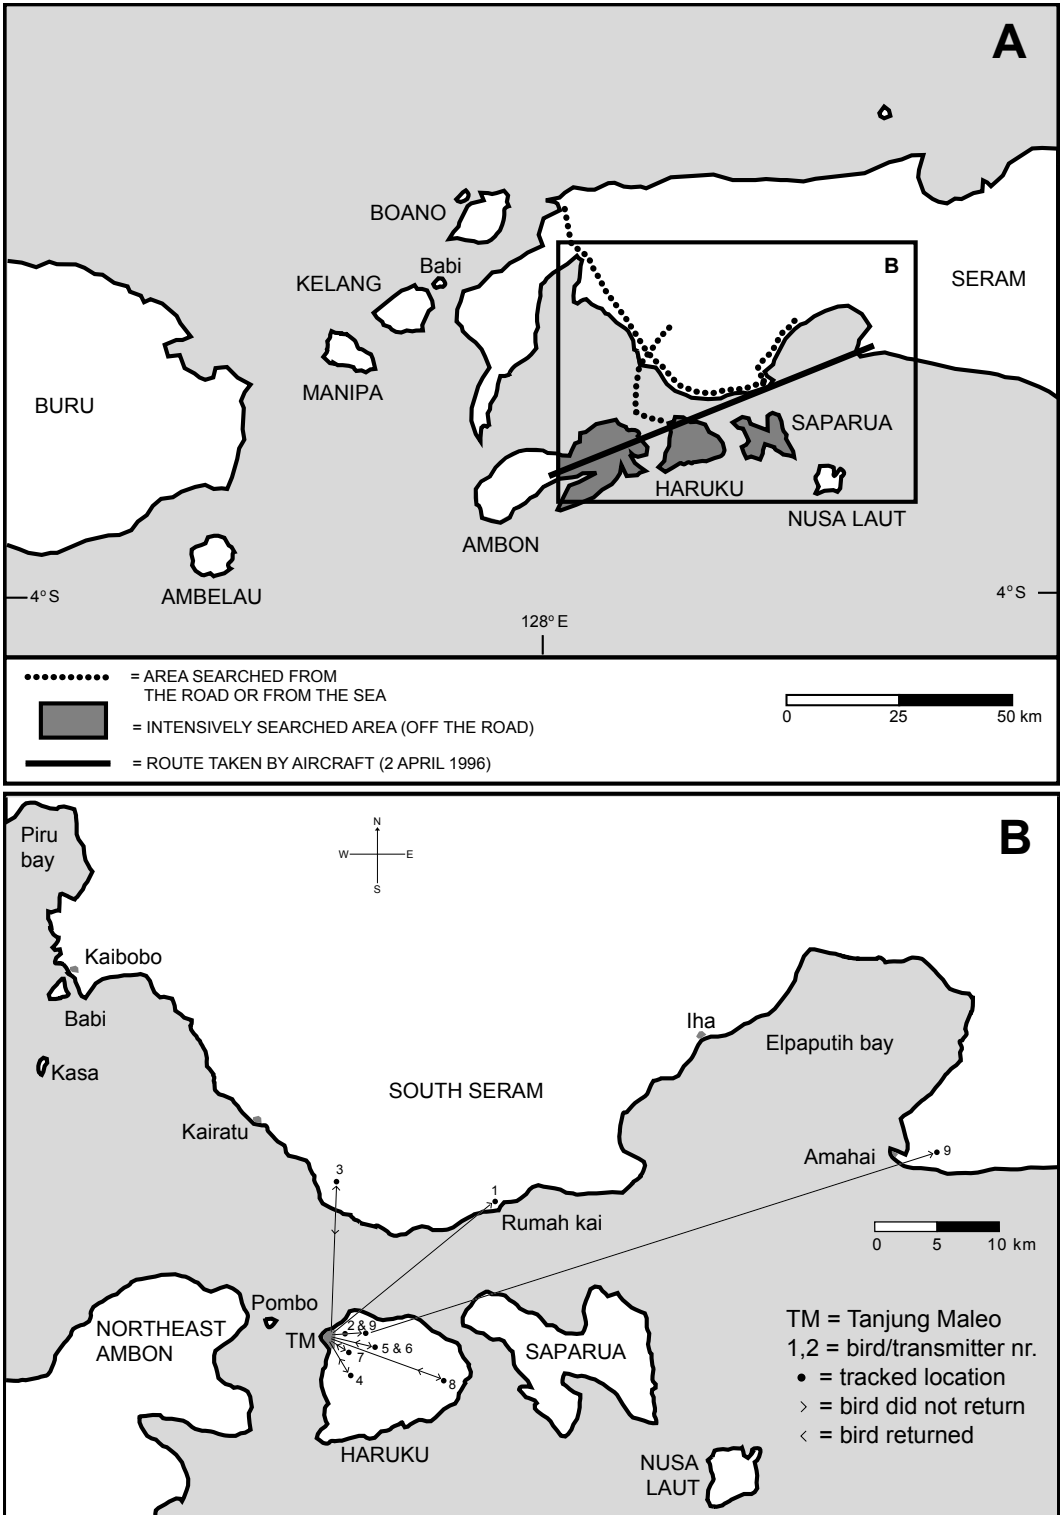 A
BOANO
Babi
KELANG
B
SERAM
MANIPA
BURU
SAPARUA
HARUKU
NUSA LAUT
AMBON
AMBELAU
4°S
4°S
128°E
= AREA SEARCHED FROM
THE ROAD OR FROM THE SEA
= INTENSIVELY SEARCHED AREA (OFF THE ROAD)
= ROUTE TAKEN BY AIRCRAFT (2 APRIL 1996)
0 25 50 km
B
Piru
bay
N
W E
S
Kaibobo
Babi
Kasa
Iha
Elpaputih bay
SOUTH SERAM
Kairatu
Amahai
9
3
1
Rumah kai
0 5 10 km
Pombo
NORTHEAST
AMBON
TM
2 & 9
5 & 6
7
4
8
SAPARUA
HARUKU
NUSA
LAUT
TM = Tanjung Maleo
1,2 = bird/transmitter nr.
• = tracked location
> = bird did not return
< = bird returned